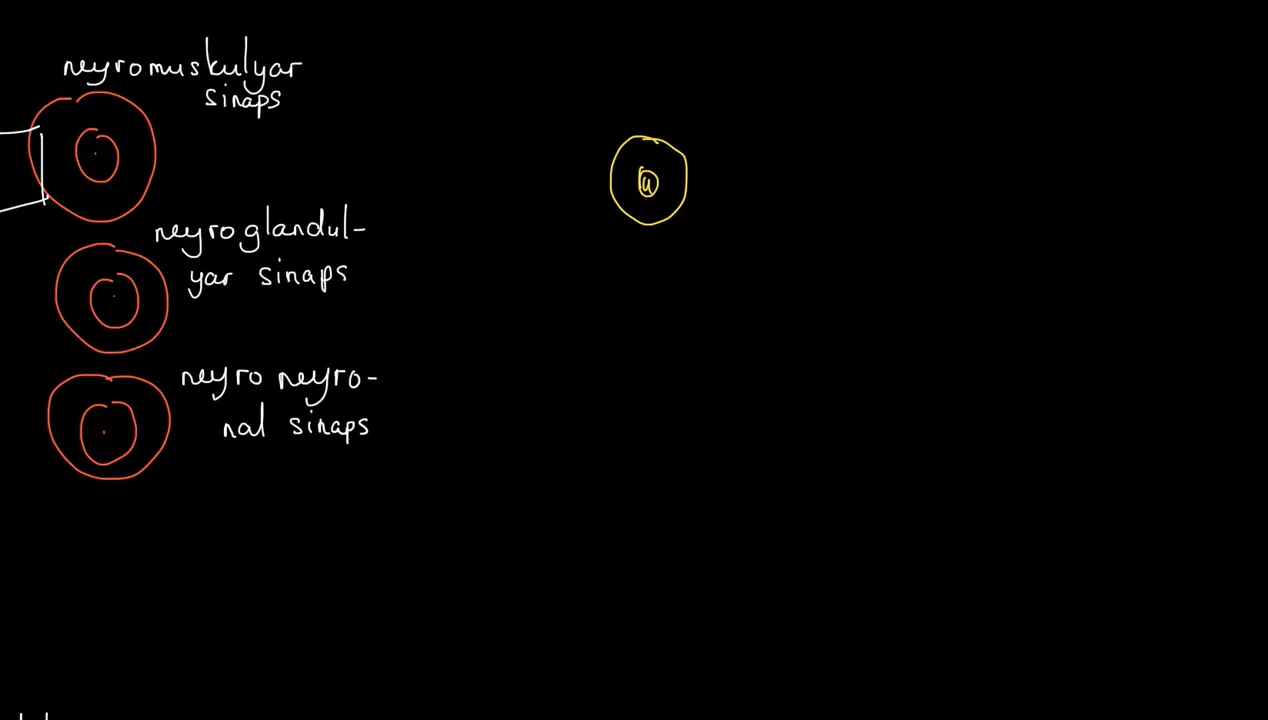 neyromuskulyar
sinaps
neyroglandul-
yar sinaps
neyro neyro-
nal sinaps